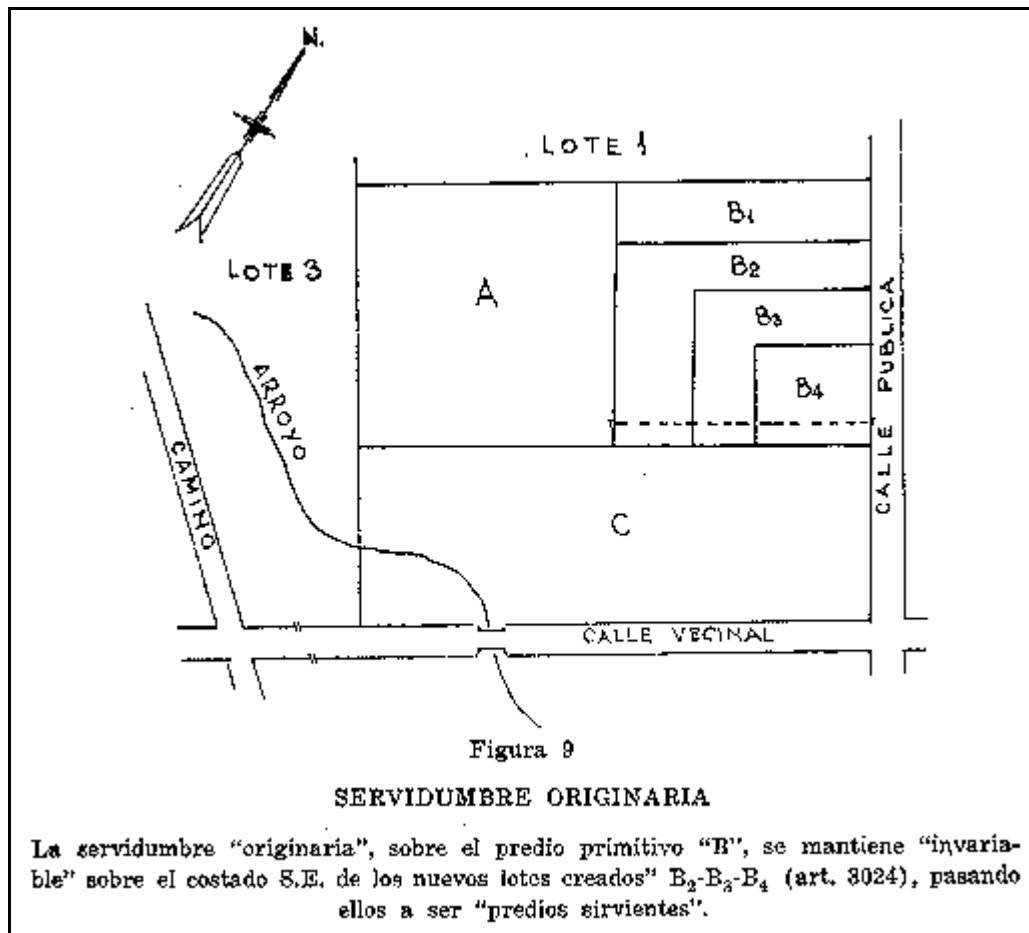 N.
LOTE 1
B1
LOTE 3
B2
A
B3
B4
CALLE PUBLICA
ARROYO
CAMINO
C
CALLE VECINAL
Figura 9
SERVIDUMBRE ORIGINARIA
La servidumbre “originaria”, sobre el predio primitivo “B”, se mantiene “invaria-
ble” sobre el costado S.E. de los nuevos lotes creados” B₂-B₃-B₄ (art. 3024), pasando
ellos a ser “predios sirvientes”.